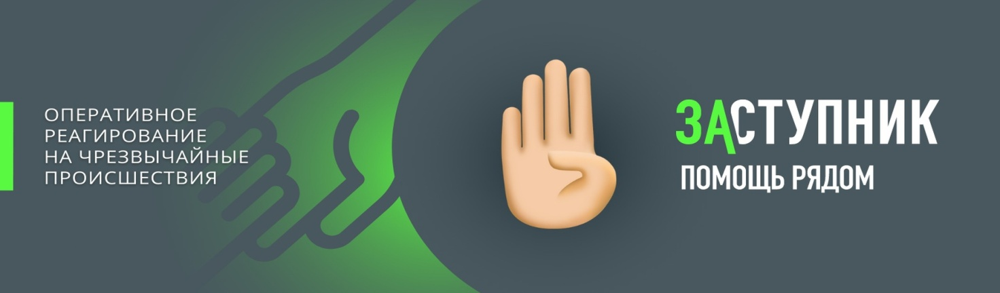 ОПЕРАТИВНОЕ
РЕАГИРОВАНИЕ
НА ЧРЕЗВЫЧАЙНЫЕ
ПРОИСШЕСТВИЯ
ЗАСТУПНИК
ПОМОЩЬ РЯДОМ